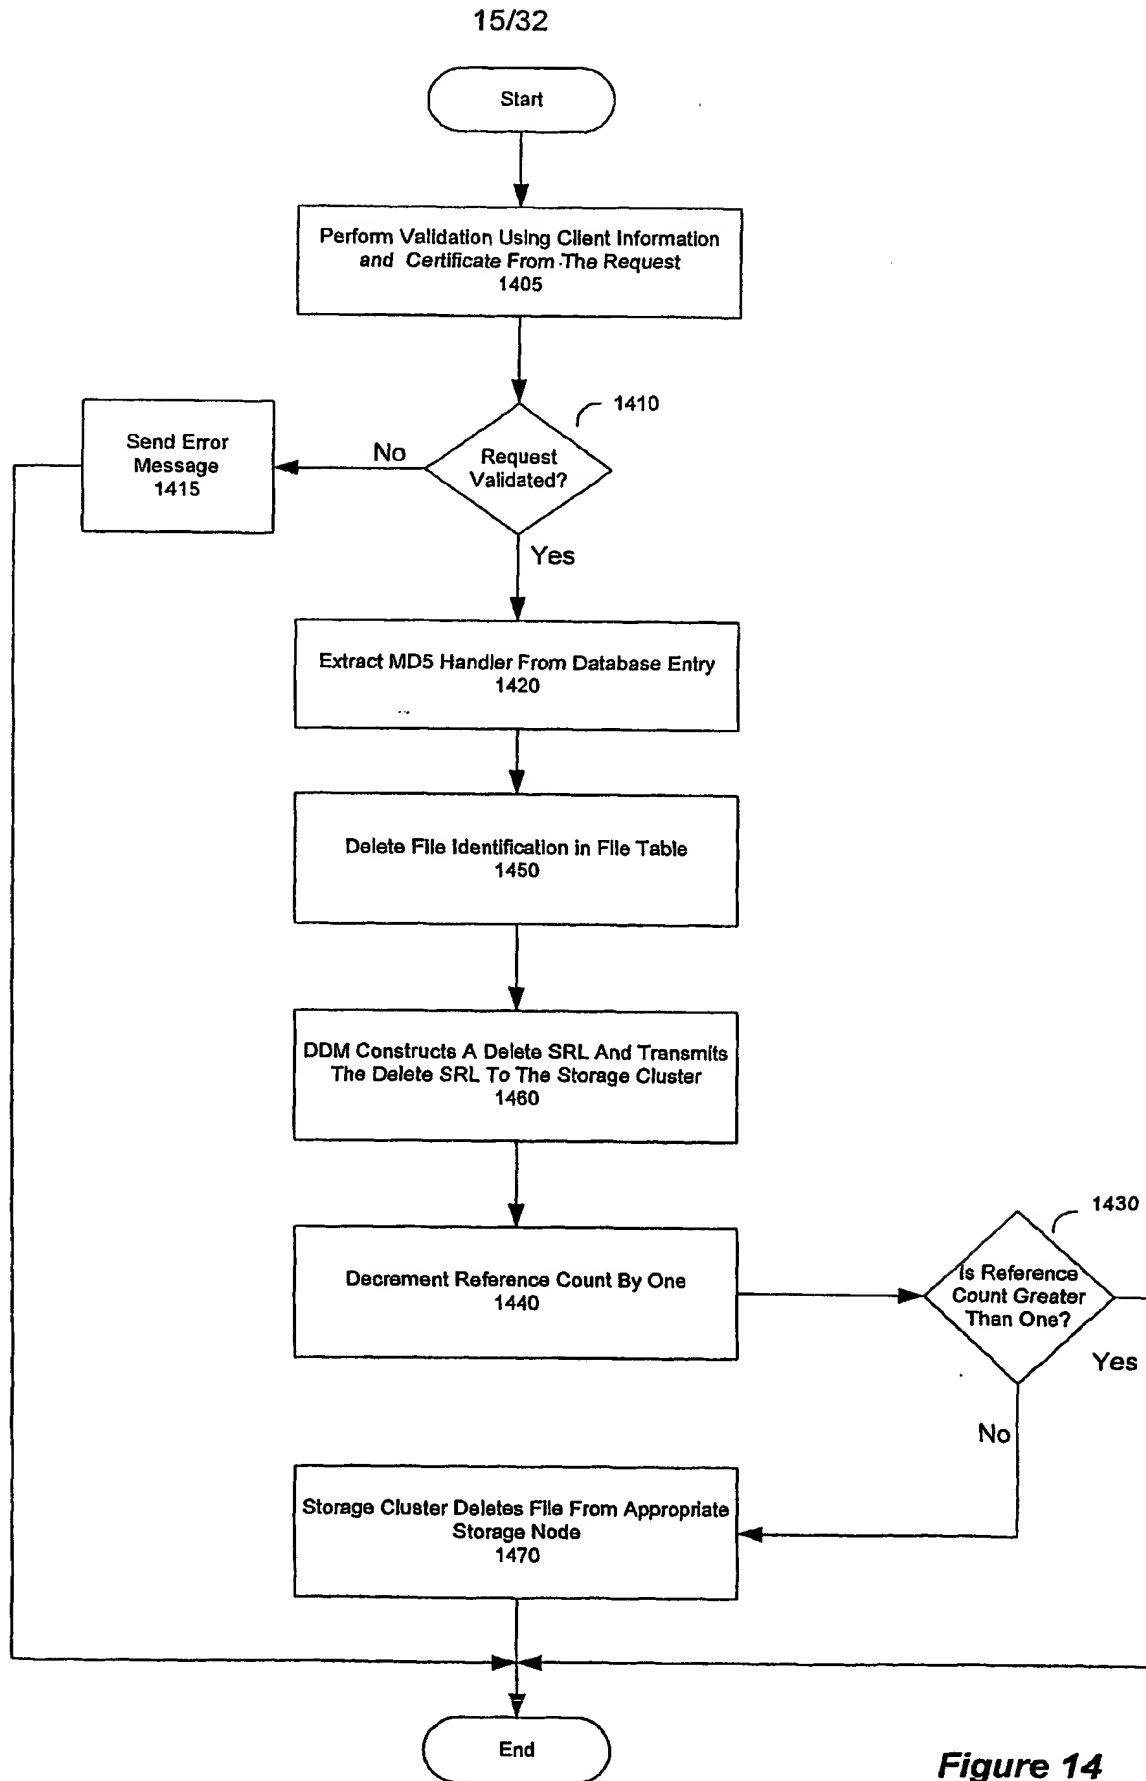 15/32
Start
Perform Validation Using Client Information
and Certificate From The Request
1405
1410
Request
Validated?
No
Send Error
Message
1415
Yes
Extract MD5 Handler From Database Entry
1420
Delete File Identification in File Table
1450
DDM Constructs A Delete SRL And Transmits
The Delete SRL To The Storage Cluster
1460
Decrement Reference Count By One
1440
1430
Is Reference
Count Greater
Than One?
Yes
No
Storage Cluster Deletes File From Appropriate
Storage Node
1470
End
Figure 14